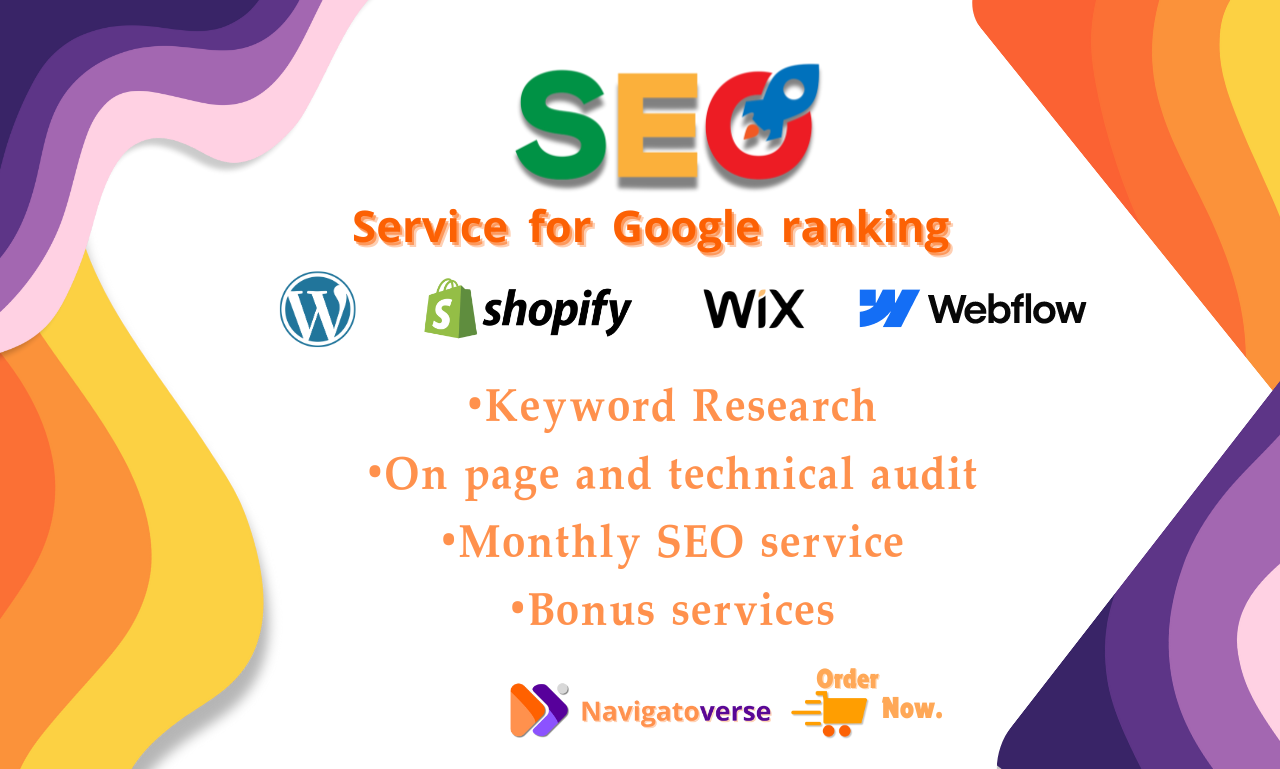 SEO
Service for Google ranking
W shopify WiX Webflow
•Keyword Research
•On page and technical audit
•Monthly SEO service
•Bonus services
Navigatoverse Order Now.